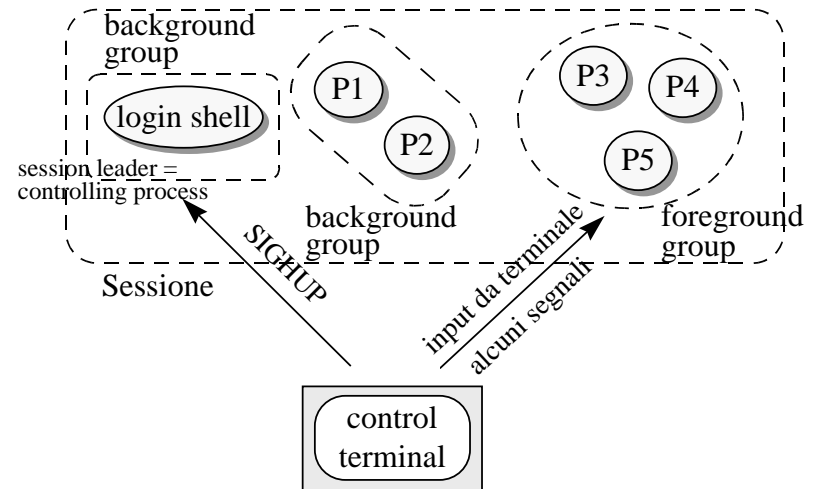 background
group
login shell
session leader =
controlling process
P1
P2
background
group
P3
P4
P5
foreground
group
Sessione
SIGHUP
input da terminale
alcuni segnali
control
terminal